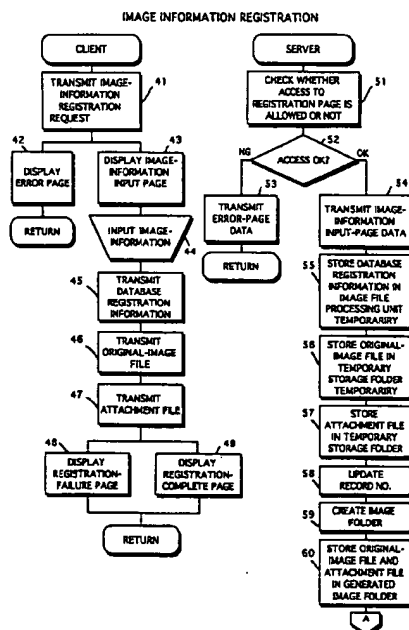 IMAGE INFORMATION REGISTRATION
CLIENT
TRANSMIT IMAGE-
INFORMATION
REGISTRATION
REQUEST
41
42
43
DISPLAY
ERROR PAGE
DISPLAY IMAGE-
INFORMATION
INPUT PAGE
RETURN
INPUT IMAGE-
INFORMATION
44
45
TRANSMIT
DATABASE
REGISTRATION
INFORMATION
46
TRANSMIT
ORIGINAL-IMAGE
FILE
47
TRANSMIT
ATTACHMENT FILE
48
49
DISPLAY
REGISTRATION-
FAILURE PAGE
DISPLAY
REGISTRATION-
COMPLETE PAGE
RETURN
SERVER
51
CHECK WHETHER
ACCESS TO
REGISTRATION PAGE IS
ALLOWED OR NOT
52
NG
ACCESS OK?
OK
53
54
TRANSMIT
ERROR-PAGE
DATA
TRANSMIT IMAGE-
INFORMATION
INPUT-PAGE DATA
RETURN
55
STORE DATABASE
REGISTRATION
INFORMATION IN
IMAGE FILE
PROCESSING UNIT
TEMPORARIRY
56
STORE ORIGINAL-
IMAGE FILE IN
TEMPORARY
STORAGE FOLDER
TEMPORARIRY
57
STORE
ATTACHMENT FILE
IN TEMPORARY
STORAGE FOLDER
58
UPDATE
RECORD NO.
59
CREATE IMAGE
FOLDER
60
STORE ORIGINAL-
IMAGE FILE AND
ATTACHMENT FILE
IN GENERATED
IMAGE FOLDER
A